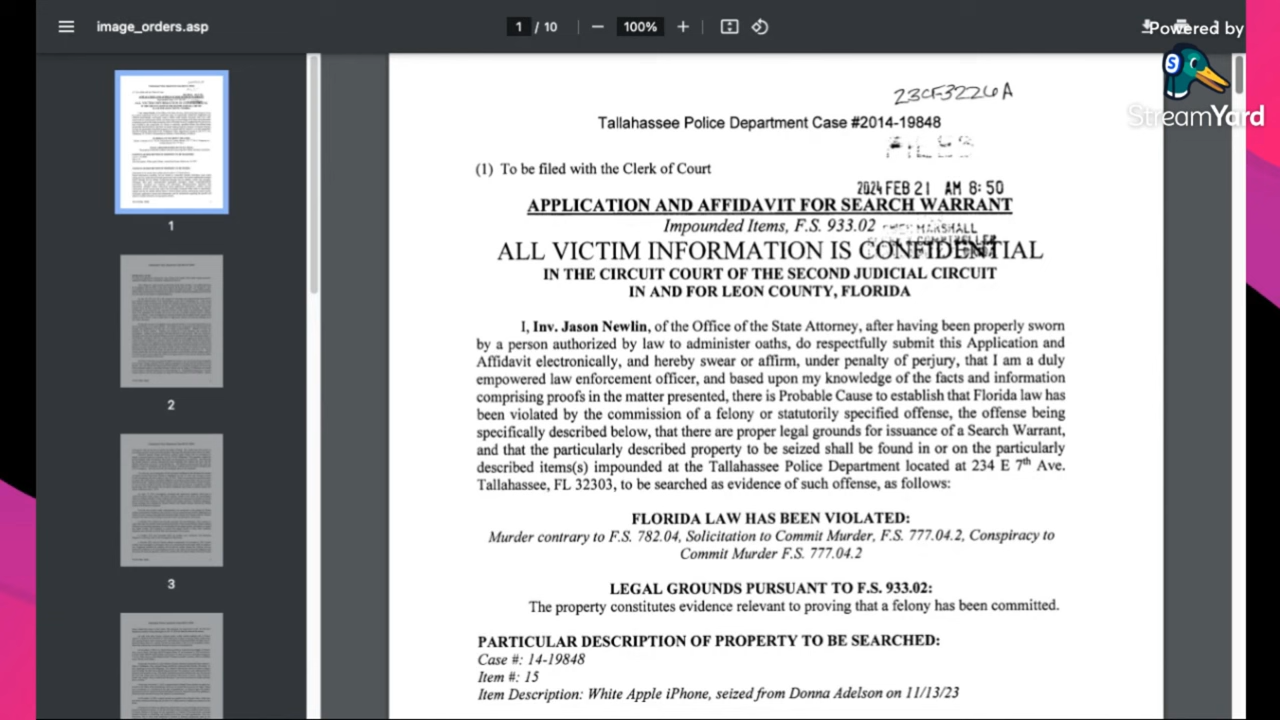 image_orders.asp
1 / 10
100%
Powered by
StreamYard
1
2
3
23CF3226A
Tallahassee Police Department Case #2014-19848
FILED
(1) To be filed with the Clerk of Court
2024 FEB 21 AM 8:50
APPLICATION AND AFFIDAVIT FOR SEARCH WARRANT
Impounded Items, F.S. 933.02
MARSHALL
ALL VICTIM INFORMATION IS CONFIDENTIAL
IN THE CIRCUIT COURT OF THE SECOND JUDICIAL CIRCUIT
IN AND FOR LEON COUNTY, FLORIDA
I, Inv. Jason Newlin, of the Office of the State Attorney, after having been properly sworn
by a person authorized by law to administer oaths, do respectfully submit this Application and
Affidavit electronically, and hereby swear or affirm, under penalty of perjury, that I am a duly
empowered law enforcement officer, and based upon my knowledge of the facts and information
comprising proofs in the matter presented, there is Probable Cause to establish that Florida law has
been violated by the commission of a felony or statutorily specified offense, the offense being
specifically described below, that there are proper legal grounds for issuance of a Search Warrant,
and that the particularly described property to be seized shall be found in or on the particularly
described items(s) impounded at the Tallahassee Police Department located at 234 E 7th Ave.
Tallahassee, FL 32303, to be searched as evidence of such offense, as follows:
FLORIDA LAW HAS BEEN VIOLATED:
Murder contrary to F.S. 782.04, Solicitation to Commit Murder, F.S. 777.04.2, Conspiracy to
Commit Murder F.S. 777.04.2
LEGAL GROUNDS PURSUANT TO F.S. 933.02:
The property constitutes evidence relevant to proving that a felony has been committed.
PARTICULAR DESCRIPTION OF PROPERTY TO BE SEARCHED:
Case #: 14-19848
Item #: 15
Item Description: White Apple iPhone, seized from Donna Adelson on 11/13/23